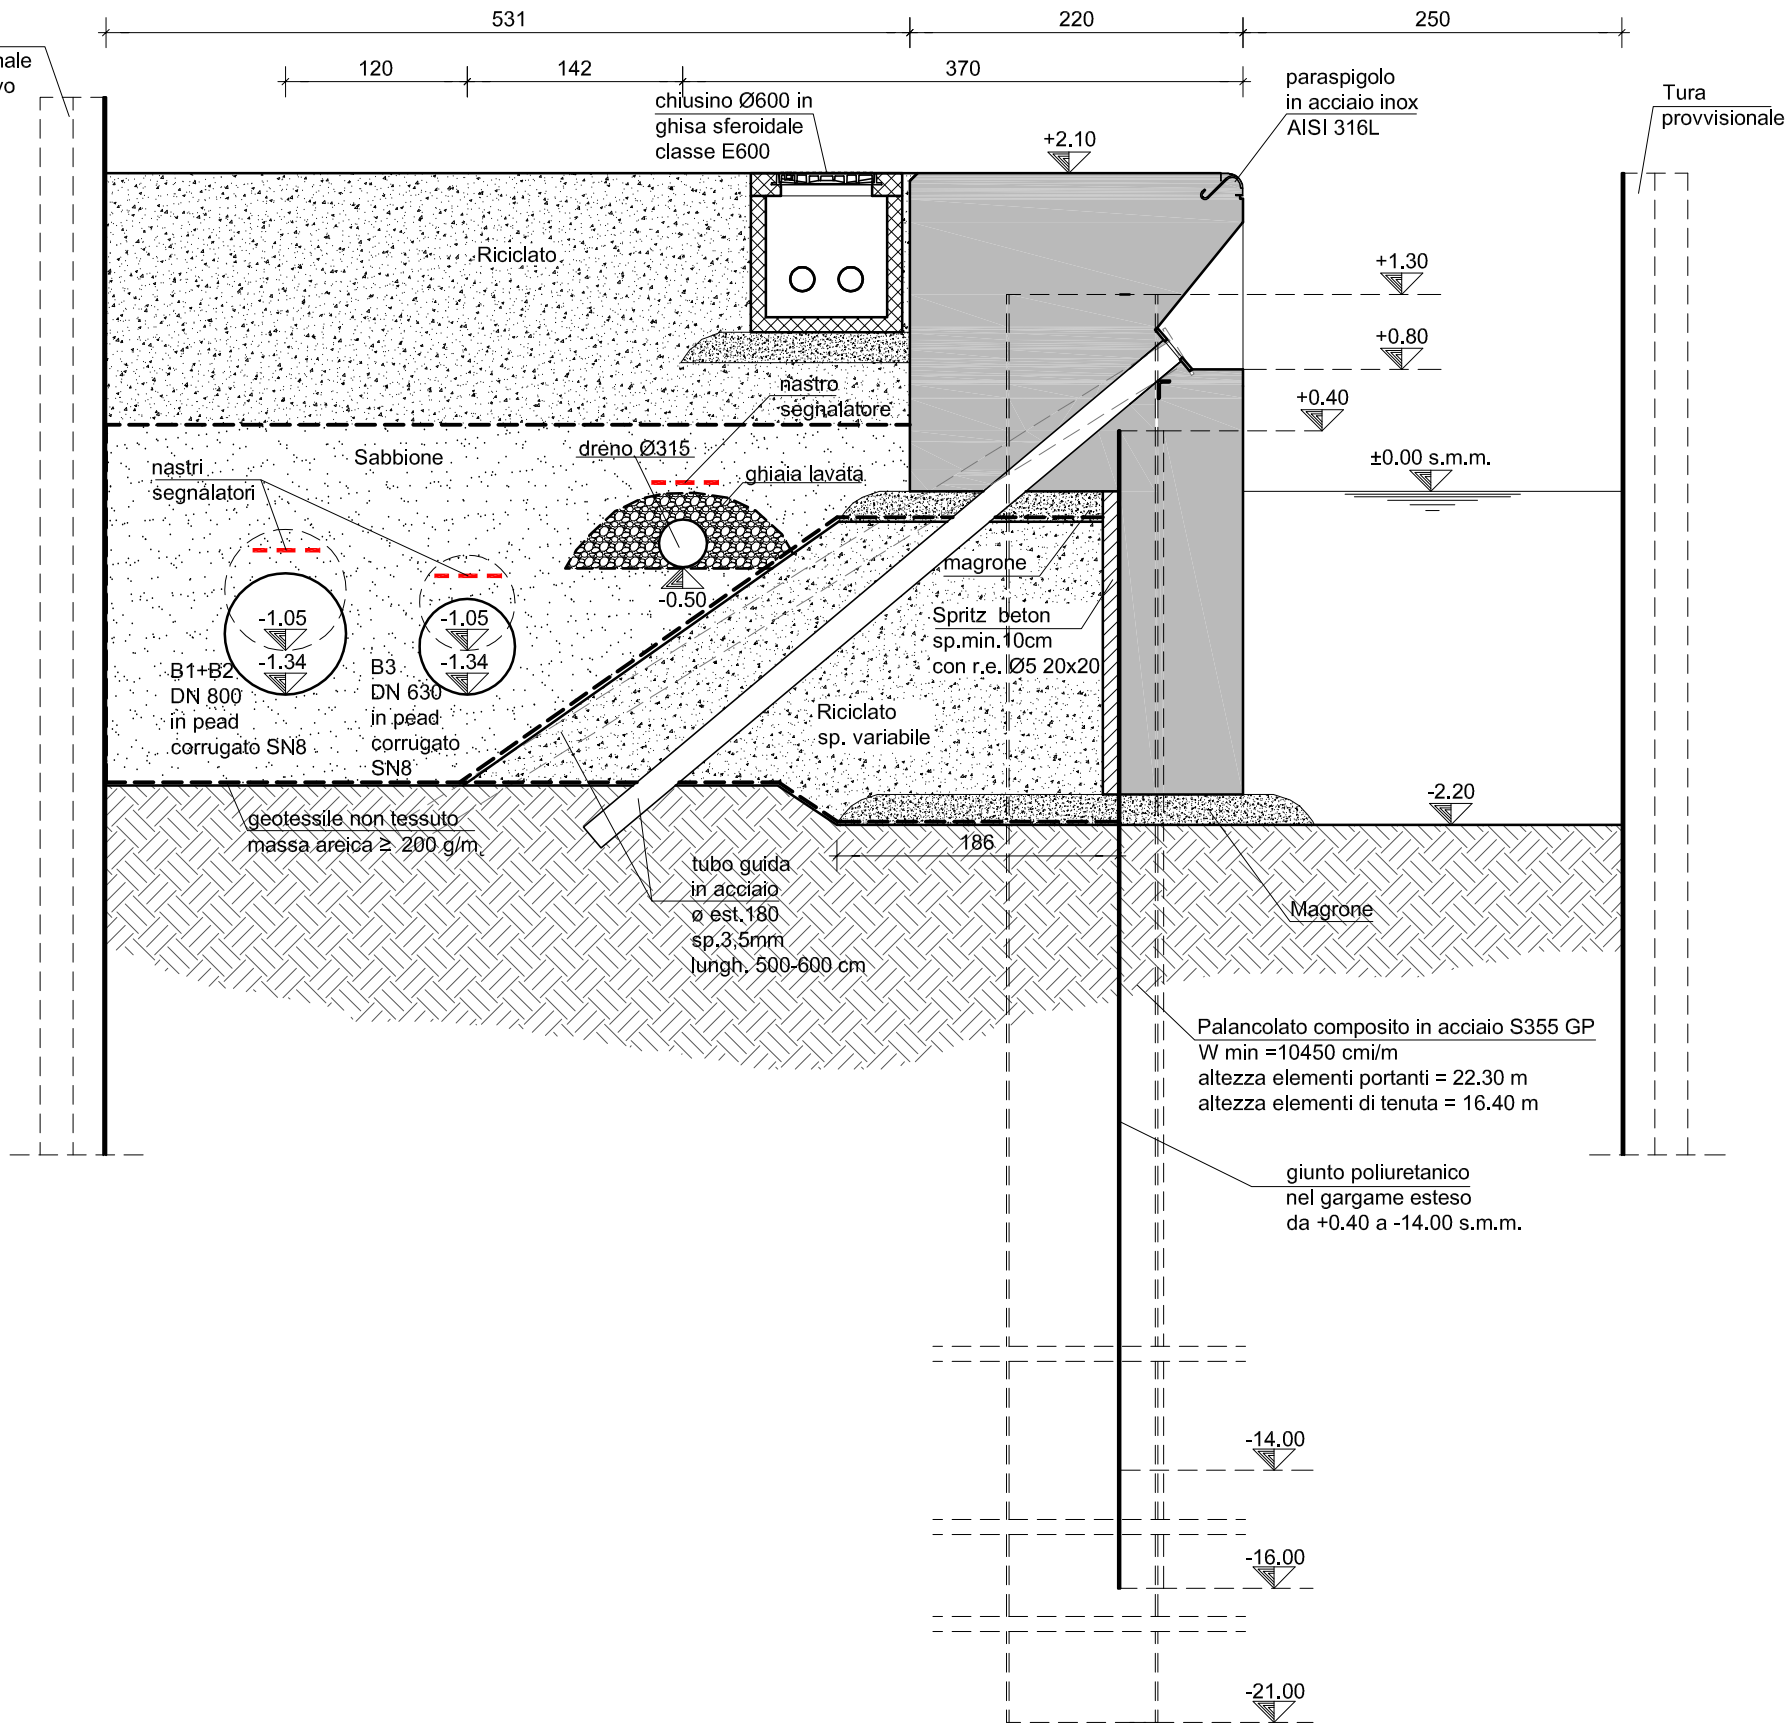 531
220
250
120
142
370
nale
vo
chiusino Ø600 in
ghisa sferoidale
classe E600
+2.10
paraspigolo
in acciaio inox
AISI 316L
Tura
provvisionale
Riciclato
+1.30
+0.80
+0.40
±0.00 s.m.m.
nastro
segnalatore
Sabbione
dreno Ø315
ghiaia lavata
nastri
segnalatori
-0.50
magrone
-1.05
-1.34
-1.05
-1.34
B1+B2
DN 800
in pead
corrugato SN8
B3
DN 630
in pead
corrugato
SN8
Spritz beton
sp.min.10cm
con r.e. Ø5 20x20
Riciclato
sp. variabile
-2.20
geotessile non tessuto
massa areica ≥ 200 g/m
186
tubo guida
in acciaio
ø est.180
sp.3,5mm
lungh. 500-600 cm
Magrone
Palancolato composito in acciaio S355 GP
W min =10450 cmi/m
altezza elementi portanti = 22.30 m
altezza elementi di tenuta = 16.40 m
giunto poliuretanico
nel gargame esteso
da +0.40 a -14.00 s.m.m.
-14.00
-16.00
-21.00